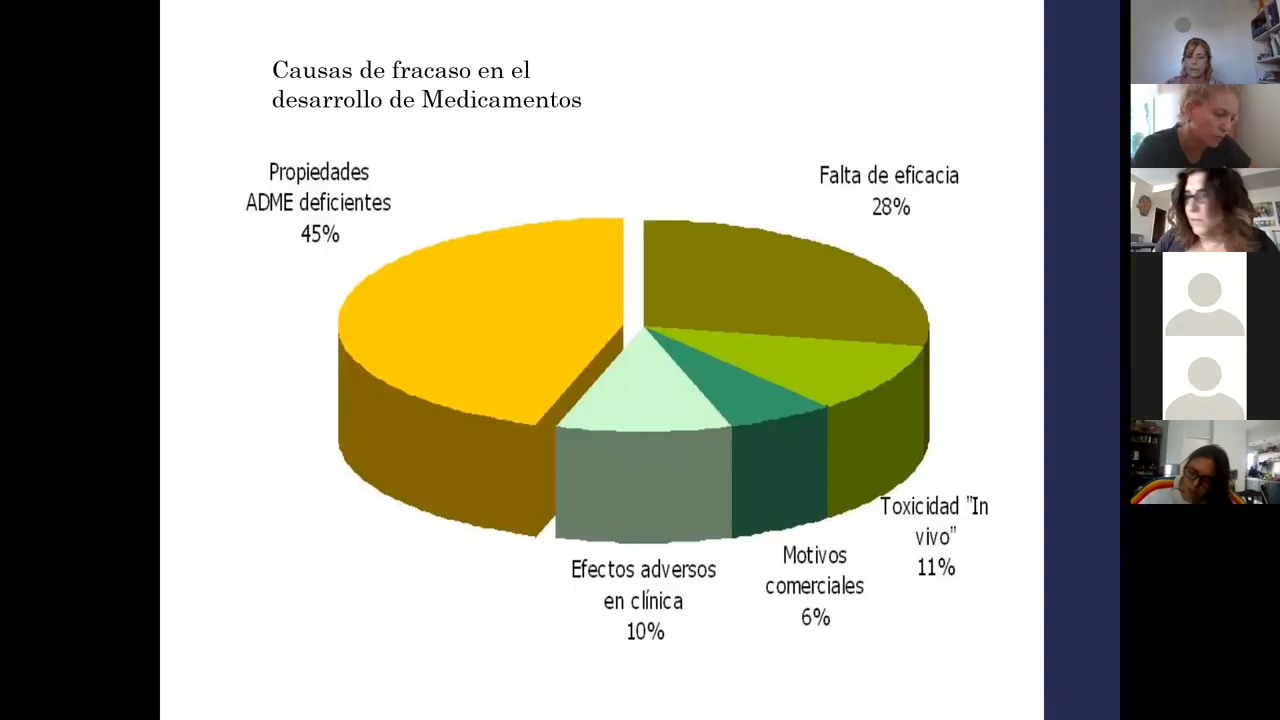 Causas de fracaso en el
desarrollo de Medicamentos
Propiedades
ADME deficientes
45%
Falta de eficacia
28%
Toxicidad "In
vivo"
11%
Motivos
comerciales
6%
Efectos adversos
en clínica
10%